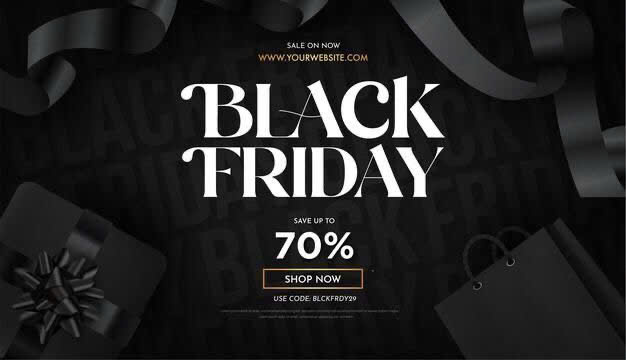 SALE ON NOW
WWW.YOURWEBSITE.COM
BLACK
FRIDAY
SAVE UP TO
70%
SHOP NOW
USE CODE: BLCKFRDY29